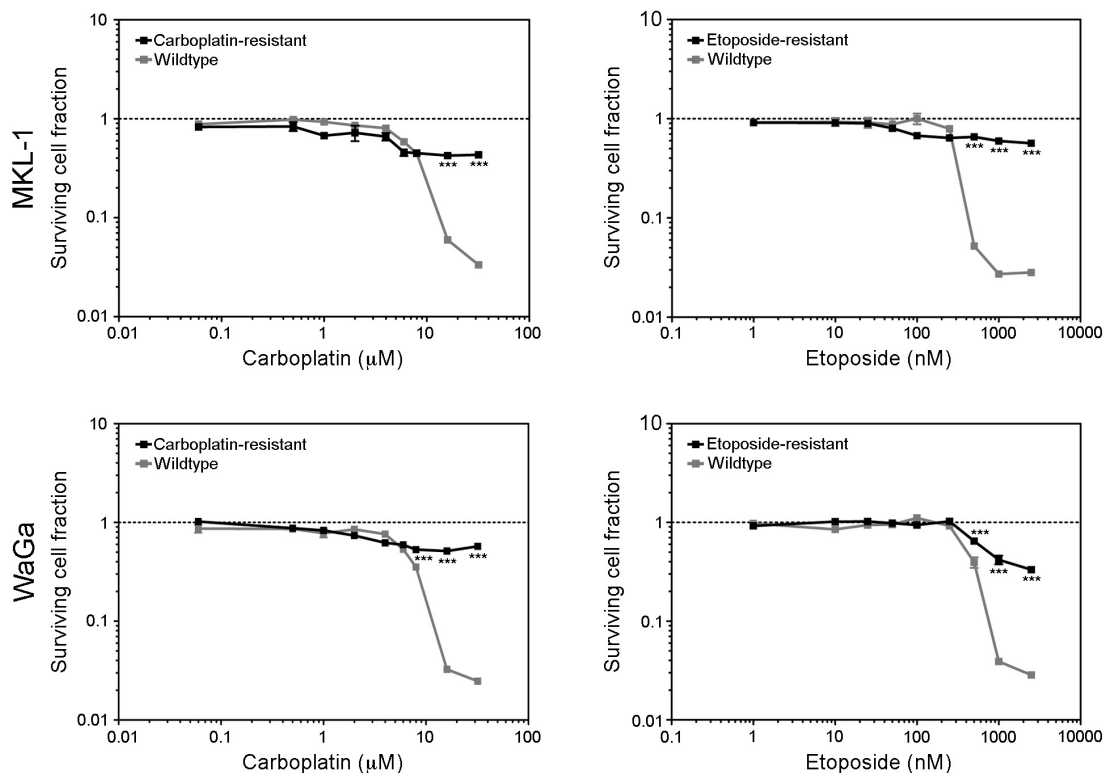 MKL-1
10
1
0.1
0.01
Surviving cell fraction
Carboplatin-resistant
Wildtype
***
***
0.01
0.1
1
10
100
Carboplatin (µM)
10
1
0.1
0.01
Surviving cell fraction
Etoposide-resistant
Wildtype
***
***
***
0.1
1
10
100
1000
10000
Etoposide (nM)
WaGa
10
1
0.1
0.01
Surviving cell fraction
Carboplatin-resistant
Wildtype
***
***
***
0.01
0.1
1
10
100
Carboplatin (µM)
10
1
0.1
0.01
Surviving cell fraction
Etoposide-resistant
Wildtype
***
***
***
0.1
1
10
100
1000
10000
Etoposide (nM)